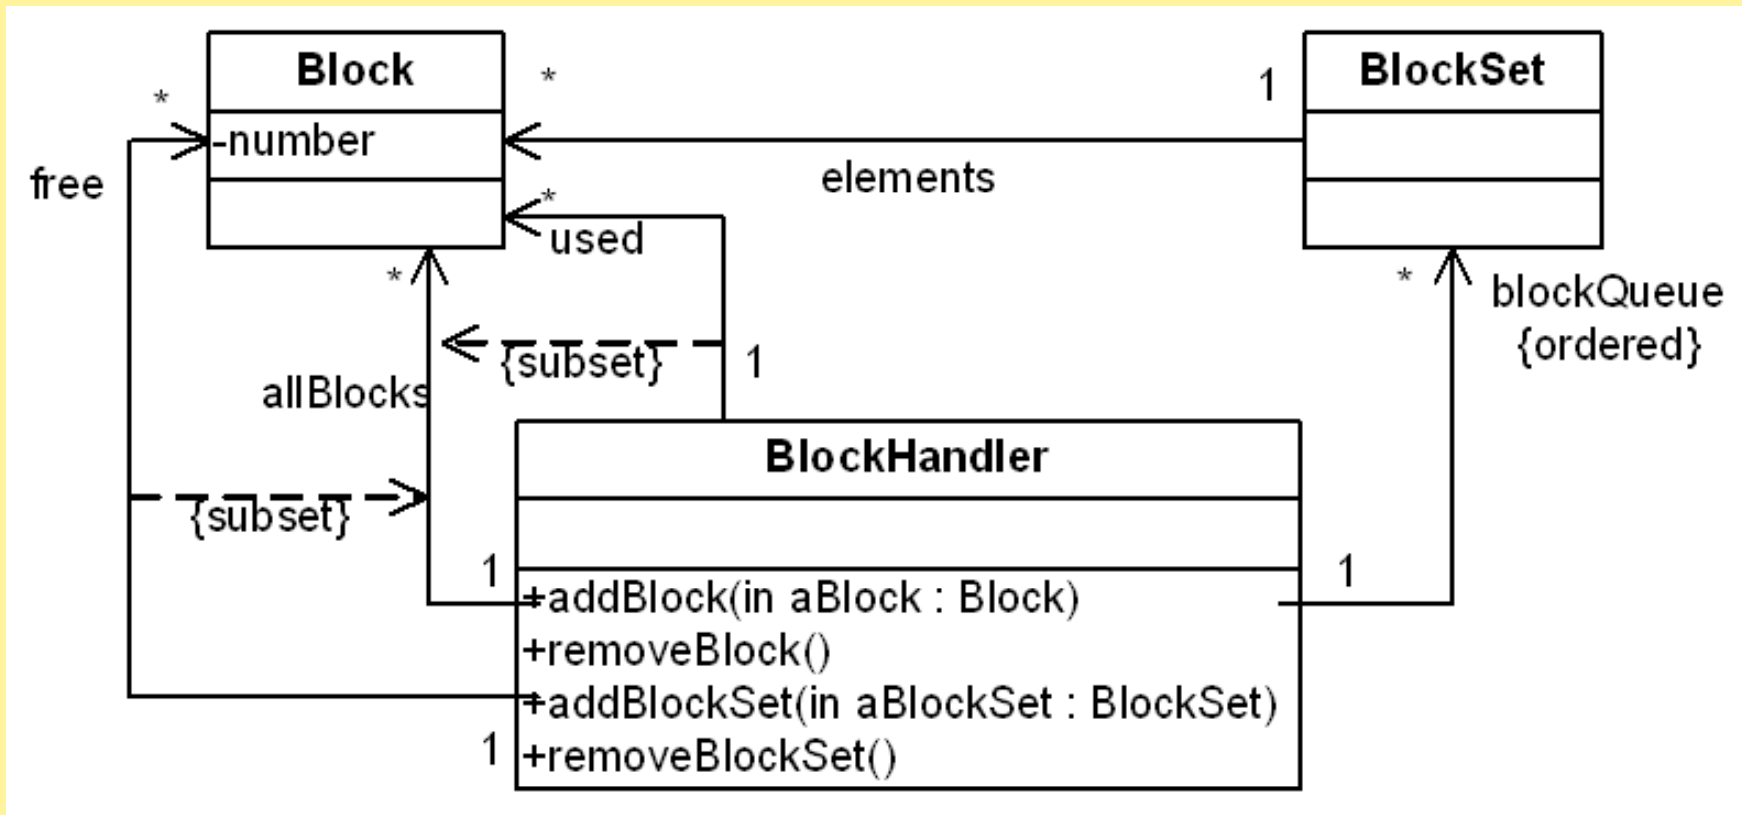 Block
BlockSet
*
*
1
-number
free
elements
*
used
*
*
blockQueue
{ordered}
{subset}
1
allBlocks
BlockHandler
{subset}
1
1
+addBlock(in aBlock : Block)
+removeBlock()
+addBlockSet(in aBlockSet : BlockSet)
1
+removeBlockSet()